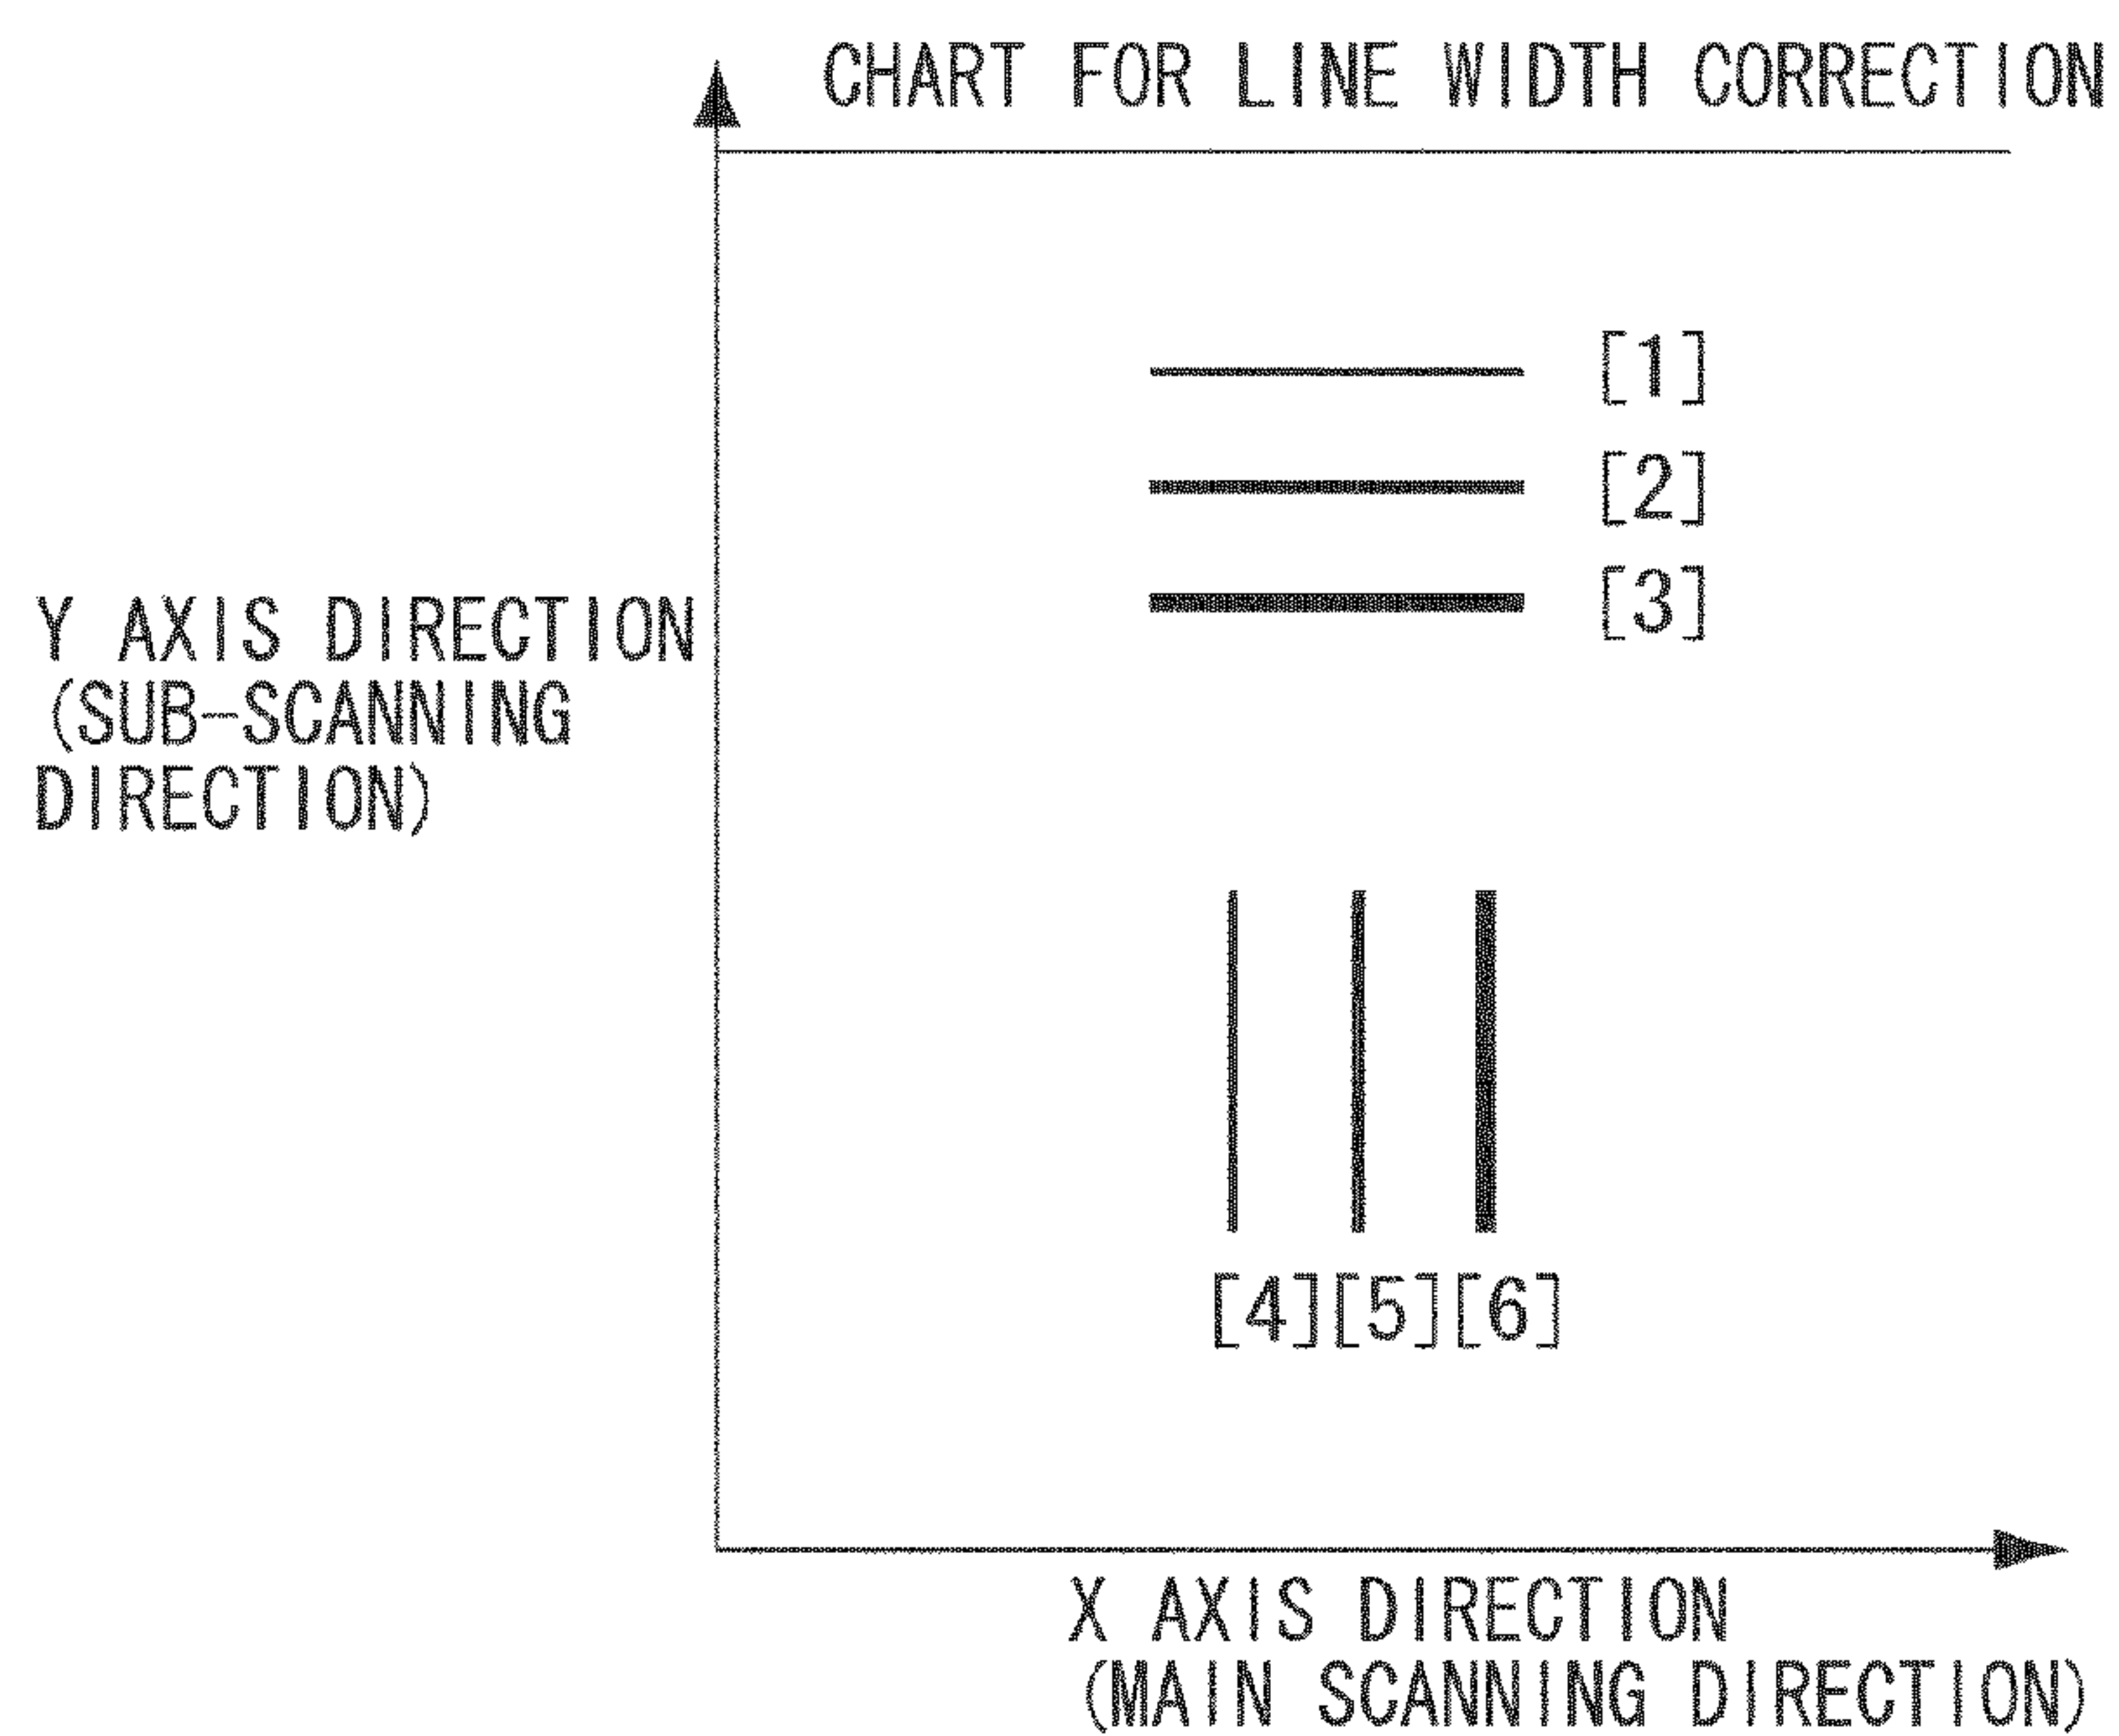 CHART FOR LINE WIDTH CORRECTION
[1]
[2]
[3]
Y AXIS DIRECTION
(SUB-SCANNING
DIRECTION)
[4][5][6]
X AXIS DIRECTION
(MAIN SCANNING DIRECTION)